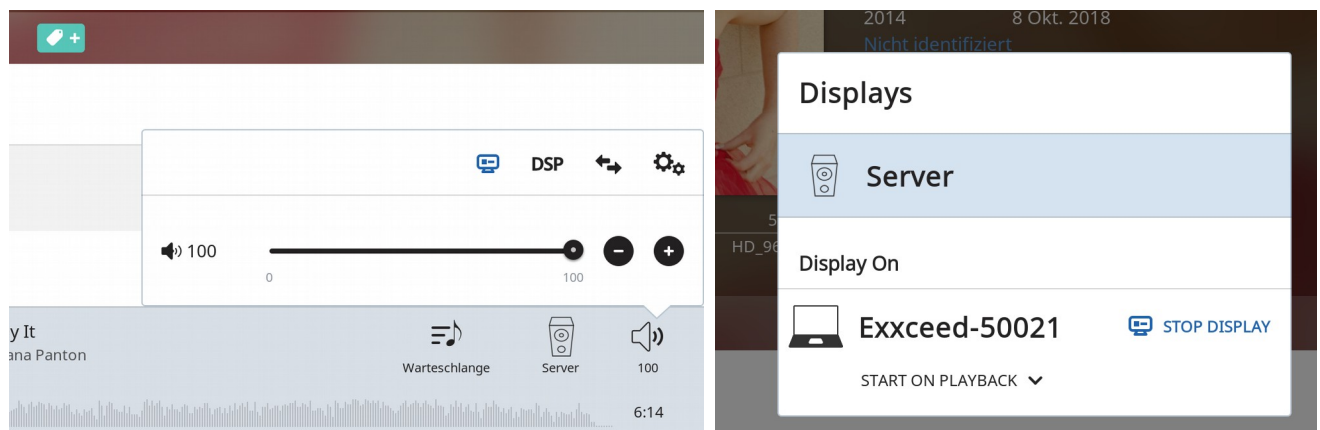 +
DSP
100
0
100
y It
ana Panton
Warteschlange
Server
100
6:14
2014
8 Okt. 2018
Nicht identifiziert
5
HD_96
Displays
Server
Display On
Exxceed-50021
STOP DISPLAY
START ON PLAYBACK